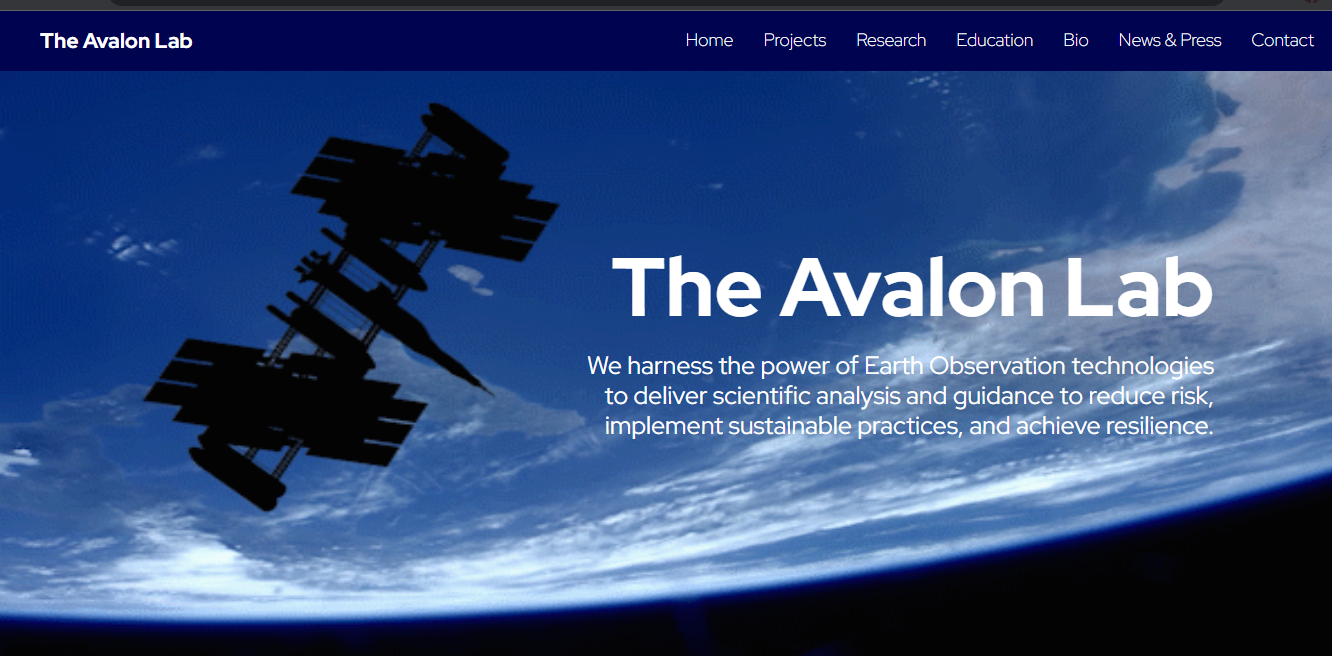 The Avalon Lab
Home Projects Research Education Bio News & Press Contact
The Avalon Lab
We harness the power of Earth Observation technologies
to deliver scientific analysis and guidance to reduce risk,
implement sustainable practices, and achieve resilience.